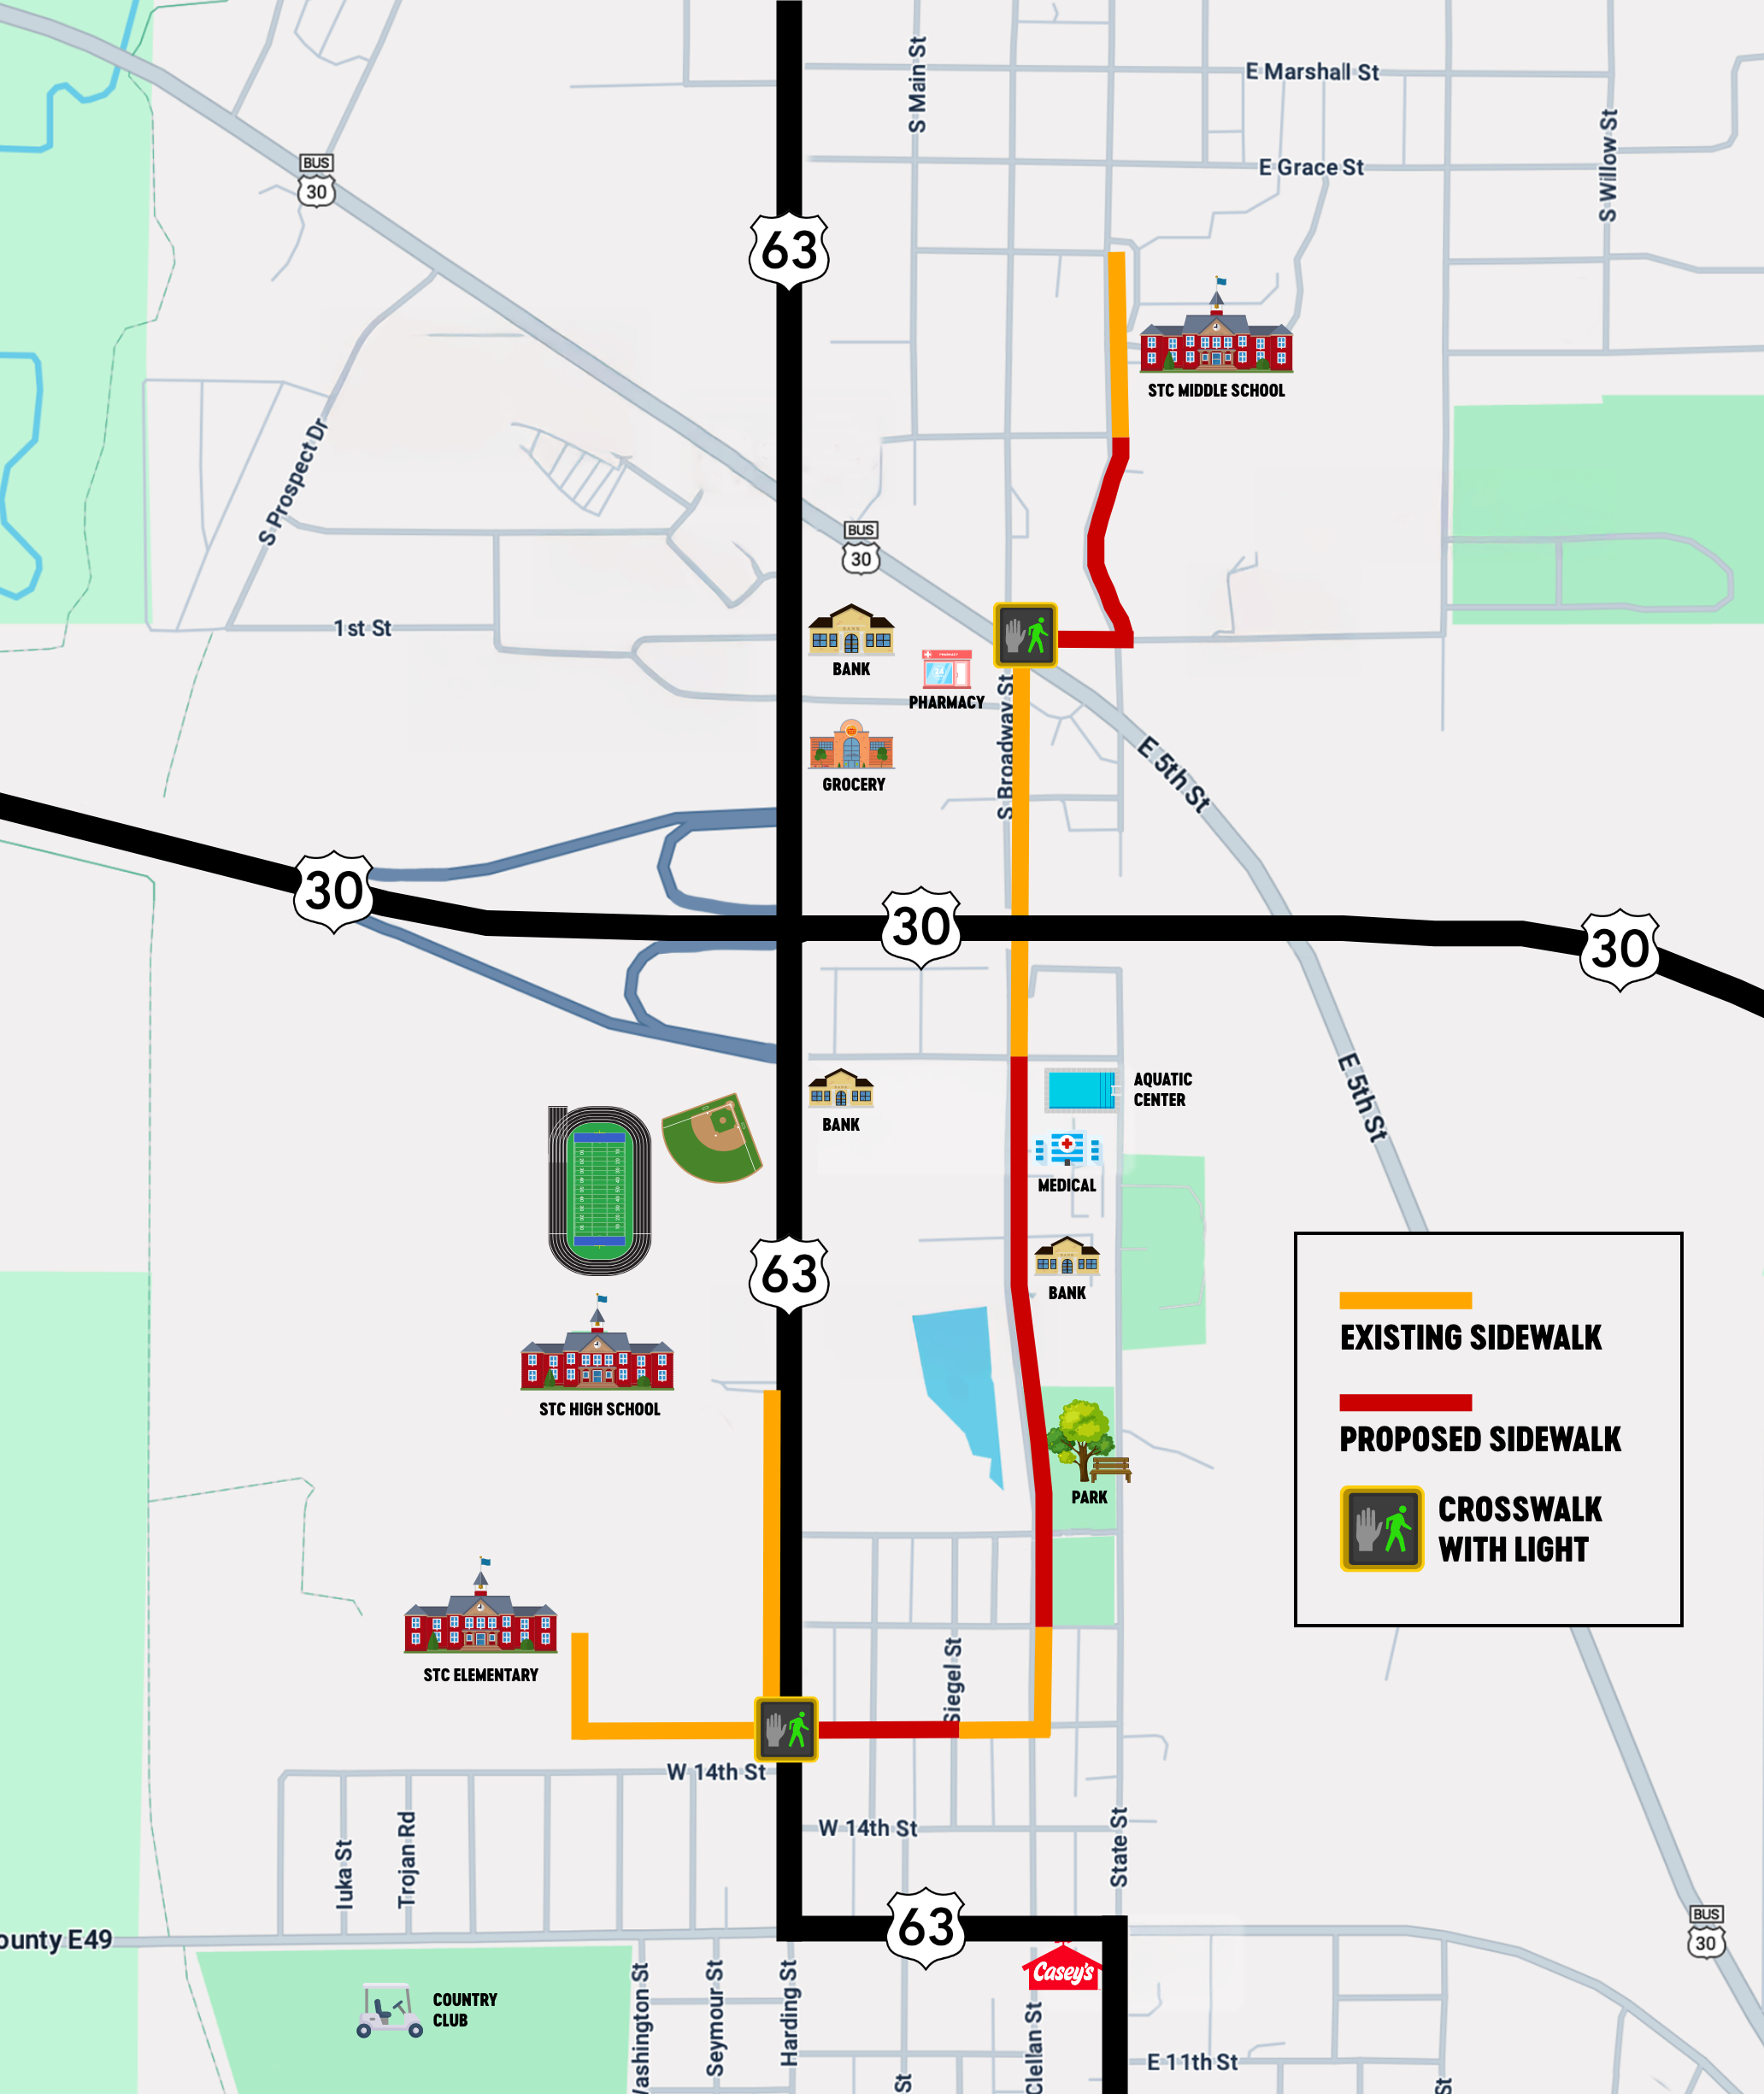 E Marshall St
S Main St
S Willow St
E Grace St
BUS
30
63
STC MIDDLE SCHOOL
S Prospect Dr
BUS
30
1st St
BANK
BANK
PHARMACY
S Broadway St
GROCERY
E 5th St
30
30
30
E 5th St
AQUATIC
CENTER
BANK
MEDICAL
63
BANK
EXISTING SIDEWALK
STC HIGH SCHOOL
PROPOSED SIDEWALK
PARK
CROSSWALK
WITH LIGHT
STC ELEMENTARY
Siegel St
W 14th St
W 14th St
State St
Iuka St
Trojan Rd
63
BUS
30
ounty E49
Casey's
COUNTRY
CLUB
ashington St
Seymour St
Harding St
Clellan St
E 11th St
St
St